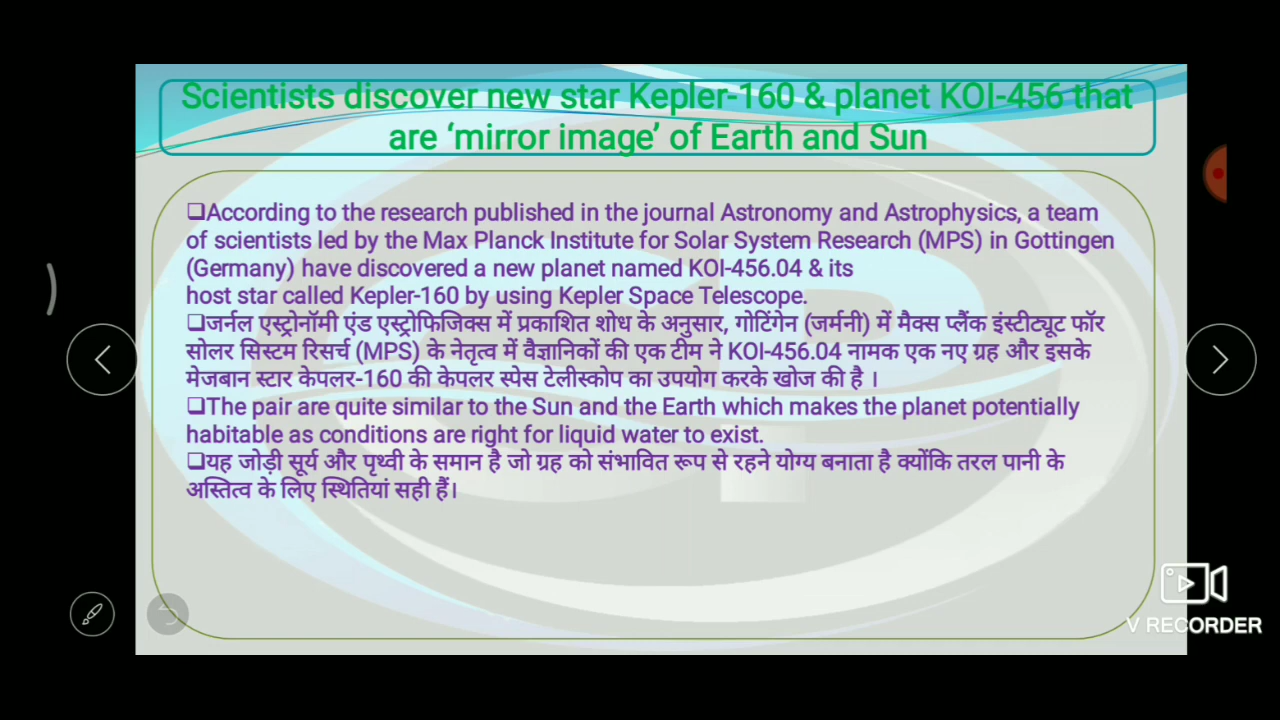 Scientists discover new star Kepler-160 & planet KOI-456 that
are ‘mirror image’ of Earth and Sun
❑According to the research published in the journal Astronomy and Astrophysics, a team
of scientists led by the Max Planck Institute for Solar System Research (MPS) in Gottingen
(Germany) have discovered a new planet named KOI-456.04 & its
host star called Kepler-160 by using Kepler Space Telescope.
❑जर्नल एस्ट्रोनॉमी एंड एस्ट्रोफिजिक्स में प्रकाशित शोध के अनुसार, गोटिंगेन (जर्मनी) में मैक्स प्लैंक इंस्टीट्यूट फॉर
सोलर सिस्टम रिसर्च (MPS) के नेतृत्व में वैज्ञानिकों की एक टीम ने KOI-456.04 नामक एक नए ग्रह और इसके
मेजबान स्टार केपलर-160 की केपलर स्पेस टेलीस्कोप का उपयोग करके खोज की है ।
❑The pair are quite similar to the Sun and the Earth which makes the planet potentially
habitable as conditions are right for liquid water to exist.
❑यह जोड़ी सूर्य और पृथ्वी के समान है जो ग्रह को संभावित रूप से रहने योग्य बनाता है क्योंकि तरल पानी के
अस्तित्व के लिए स्थितियां सही हैं।
V RECORDER